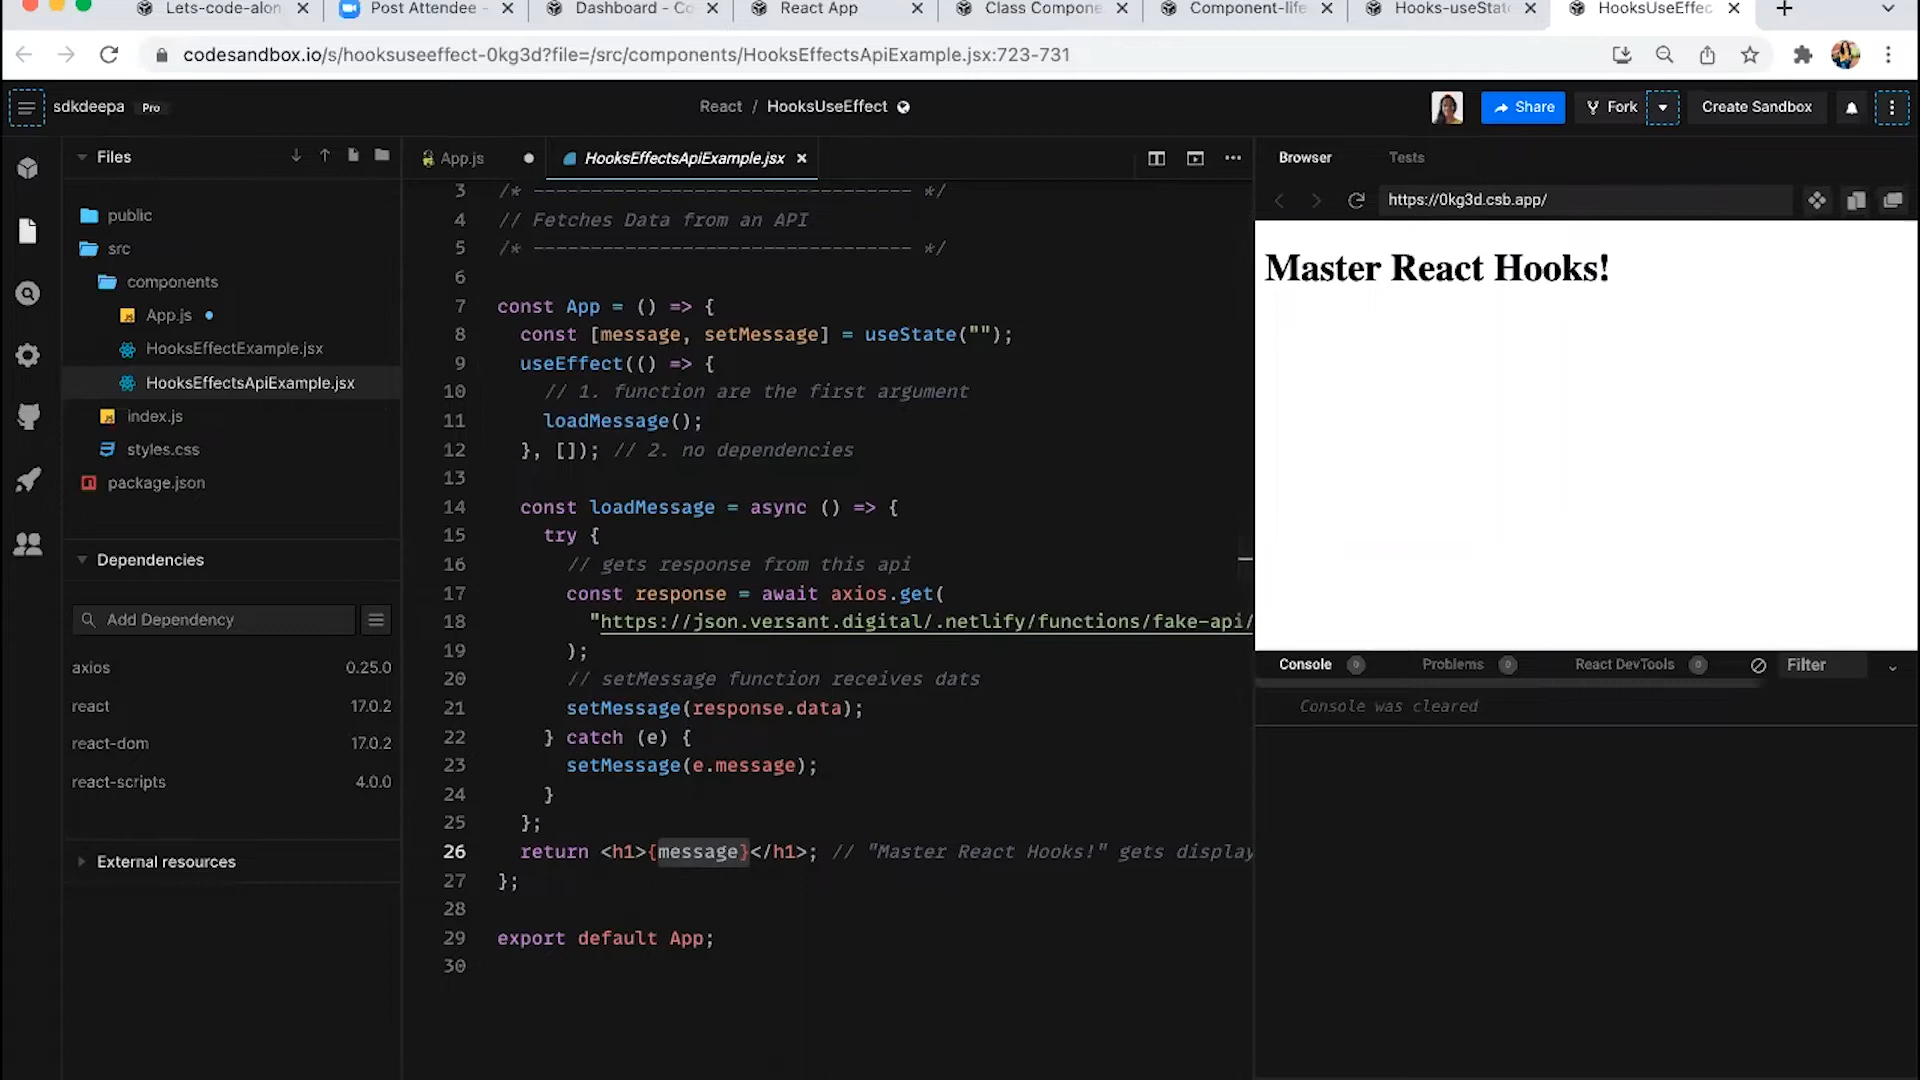 Lets-code-alon
Post Attendee -
Dashboard - Co
React App
Class Compone
Component-life
Hooks-useStat
HooksUseEffec
codesandbox.io/s/hooksuseeffect-0kg3d?file=/src/components/HooksEffectsApiExample.jsx:723-731
sdkdeepa Pro
React / HooksUseEffect
Share
Fork
Create Sandbox
Files
public
src
components
App.js
HooksEffectExample.jsx
HooksEffectsApiExample.jsx
index.js
styles.css
package.json
Dependencies
Add Dependency
axios 0.25.0
react 17.0.2
react-dom 17.0.2
react-scripts 4.0.0
External resources
App.js
HooksEffectsApiExample.jsx
3 /* --------------------------------- */
4 // Fetches Data from an API
5 /* --------------------------------- */
6
7 const App = () => {
8 const [message, setMessage] = useState("");
9 useEffect(() => {
10 // 1. function are the first argument
11 loadMessage();
12 }, []); // 2. no dependencies
13
14 const loadMessage = async () => {
15 try {
16 // gets response from this api
17 const response = await axios.get(
18 "https://json.versant.digital/.netlify/functions/fake-api/
19 );
20 // setMessage function receives dats
21 setMessage(response.data);
22 } catch (e) {
23 setMessage(e.message);
24 }
25 };
26 return <h1>{message}</h1>; // "Master React Hooks!" gets display
27 };
28
29 export default App;
30
Browser
Tests
https://0kg3d.csb.app/
Master React Hooks!
Console 0
Problems 0
React DevTools 0
Filter
Console was cleared